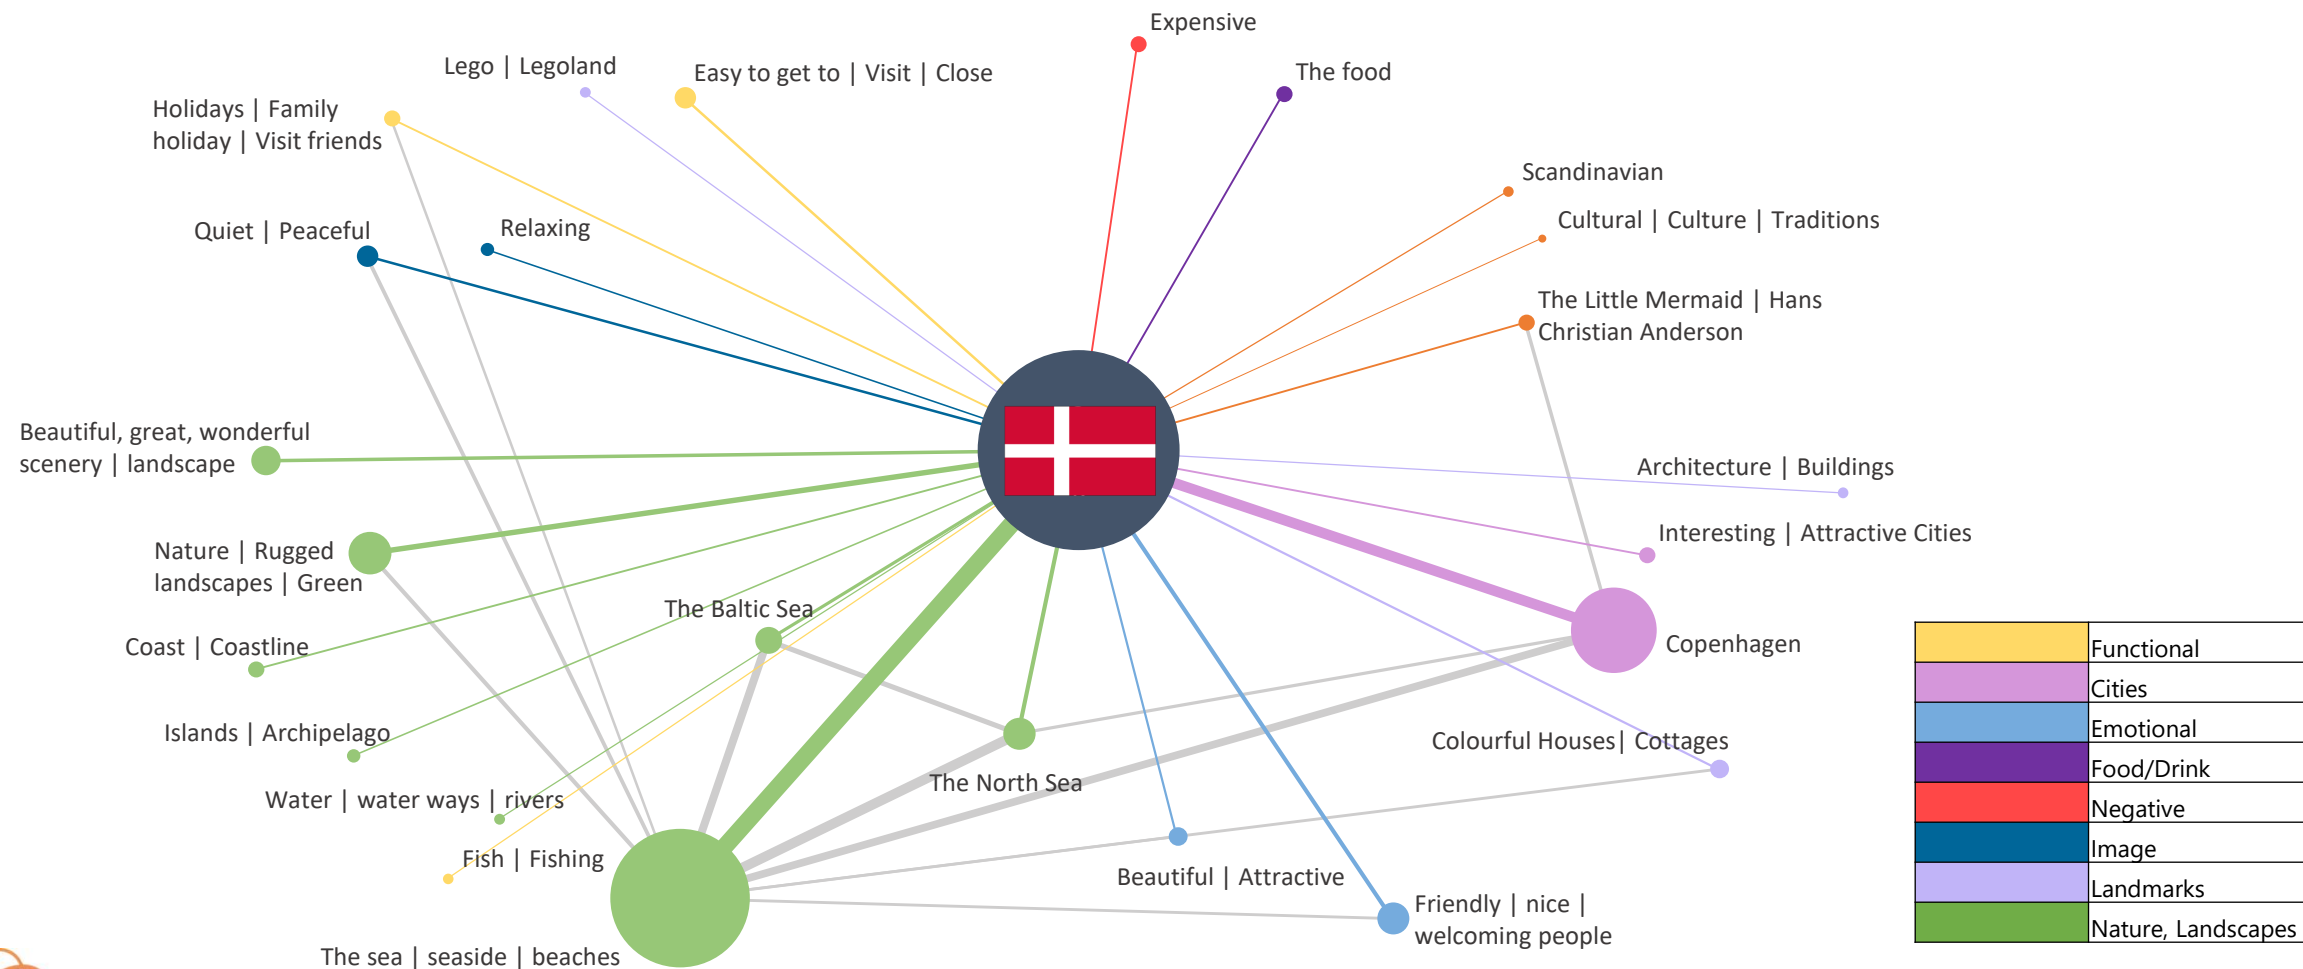 Expensive
Lego | Legoland
Easy to get to | Visit | Close
The food
Holidays | Family
holiday | Visit friends
Scandinavian
Cultural | Culture | Traditions
Quiet | Peaceful
Relaxing
The Little Mermaid | Hans
Christian Anderson
Beautiful, great, wonderful
scenery | landscape
Architecture | Buildings
Interesting | Attractive Cities
Nature | Rugged
landscapes | Green
The Baltic Sea
Copenhagen
Coast | Coastline
Islands | Archipelago
Colourful Houses| Cottages
The North Sea
Water | water ways | rivers
Fish | Fishing
Beautiful | Attractive
Friendly | nice |
welcoming people
The sea | seaside | beaches
Functional
Cities
Emotional
Food/Drink
Negative
Image
Landmarks
Nature, Landscapes